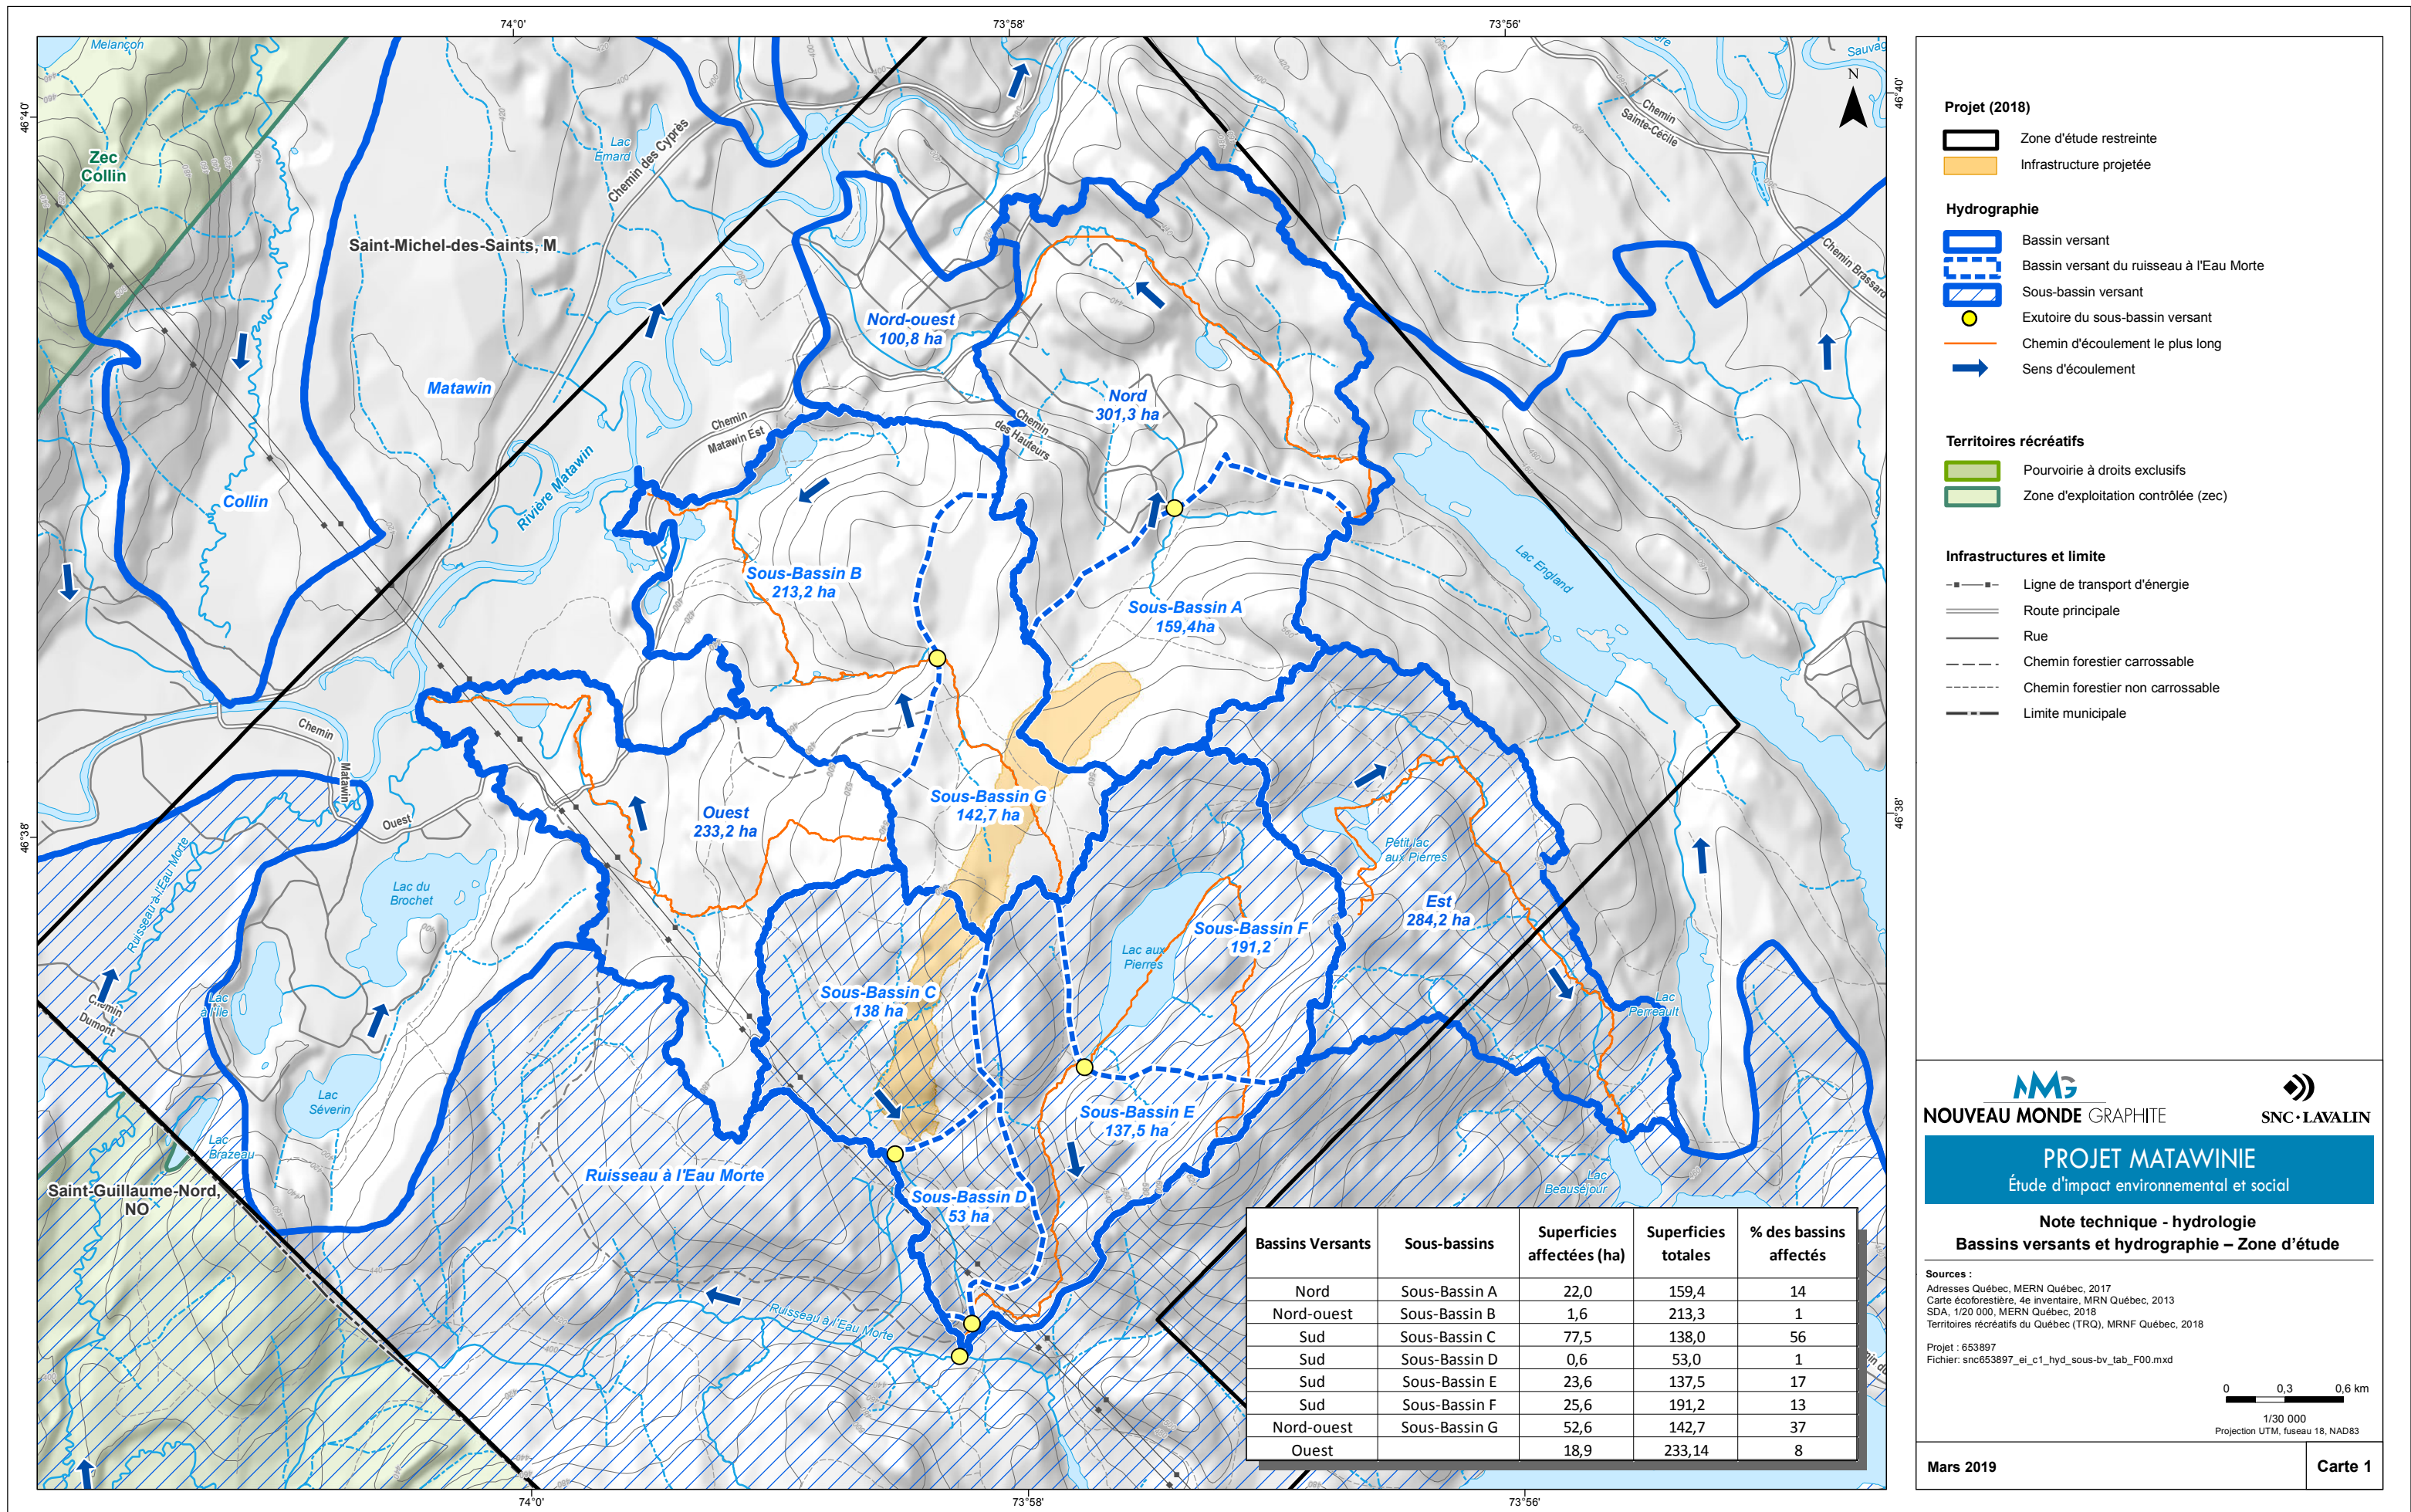 74°0'
73°58'
73°56'
46°40'
46°40'
46°38'
46°38'
74°0'
73°58'
73°56'
N
Melançon
Zec
Collin
Saint-Michel-des-Saints, M
Lac
Émard
Chemin des Cyprès
Chemin
Sainte-Cécile
Chemin Brassard
Matawin
Collin
Rivière Matawin
Nord-ouest
100,8 ha
Nord
301,3 ha
Chemin
des Hauteurs
Chemin
Matawin Est
Lac England
Sous-Bassin B
213,2 ha
Sous-Bassin A
159,4ha
Chemin
Matawin
Ouest
Ouest
233,2 ha
Sous-Bassin G
142,7 ha
Petit lac
aux Pierres
Est
284,2 ha
Sous-Bassin F
191,2
Lac aux
Pierres
Lac du
Brochet
Ruisseau à l'Eau Morte
Lac
à l'Ile
Chemin
Dumont
Lac
Perreault
Sous-Bassin C
138 ha
Lac
Séverin
Lac
Brazeau
Sous-Bassin E
137,5 ha
Ruisseau à l'Eau Morte
Saint-Guillaume-Nord,
NO
Sous-Bassin D
53 ha
Lac
Beauséjour
Ruisseau à l'Eau Morte
Bassins Versants Sous-bassins Superficies affectées (ha) Superficies totales % des bassins affectés
Nord Sous-Bassin A 22,0 159,4 14
Nord-ouest Sous-Bassin B 1,6 213,3 1
Sud Sous-Bassin C 77,5 138,0 56
Sud Sous-Bassin D 0,6 53,0 1
Sud Sous-Bassin E 23,6 137,5 17
Sud Sous-Bassin F 25,6 191,2 13
Nord-ouest Sous-Bassin G 52,6 142,7 37
Ouest 18,9 233,14 8
Projet (2018)
Zone d'étude restreinte
Infrastructure projetée
Hydrographie
Bassin versant
Bassin versant du ruisseau à l'Eau Morte
Sous-bassin versant
Exutoire du sous-bassin versant
Chemin d'écoulement le plus long
Sens d'écoulement
Territoires récréatifs
Pourvoirie à droits exclusifs
Zone d'exploitation contrôlée (zec)
Infrastructures et limite
Ligne de transport d'énergie
Route principale
Rue
Chemin forestier carrossable
Chemin forestier non carrossable
Limite municipale
NMG
NOUVEAU MONDE GRAPHITE
SNC•LAVALIN
PROJET MATAWINIE
Étude d'impact environnemental et social
Note technique - hydrologie
Bassins versants et hydrographie – Zone d'étude
Sources :
Adresses Québec, MERN Québec, 2017
Carte écoforestière, 4e inventaire, MRN Québec, 2013
SDA, 1/20 000, MERN Québec, 2018
Territoires récréatifs du Québec (TRQ), MRNF Québec, 2018
Projet : 653897
Fichier: snc653897_ei_c1_hyd_sous-bv_tab_F00.mxd
0 0,3 0,6 km
1/30 000
Projection UTM, fuseau 18, NAD83
Mars 2019
Carte 1